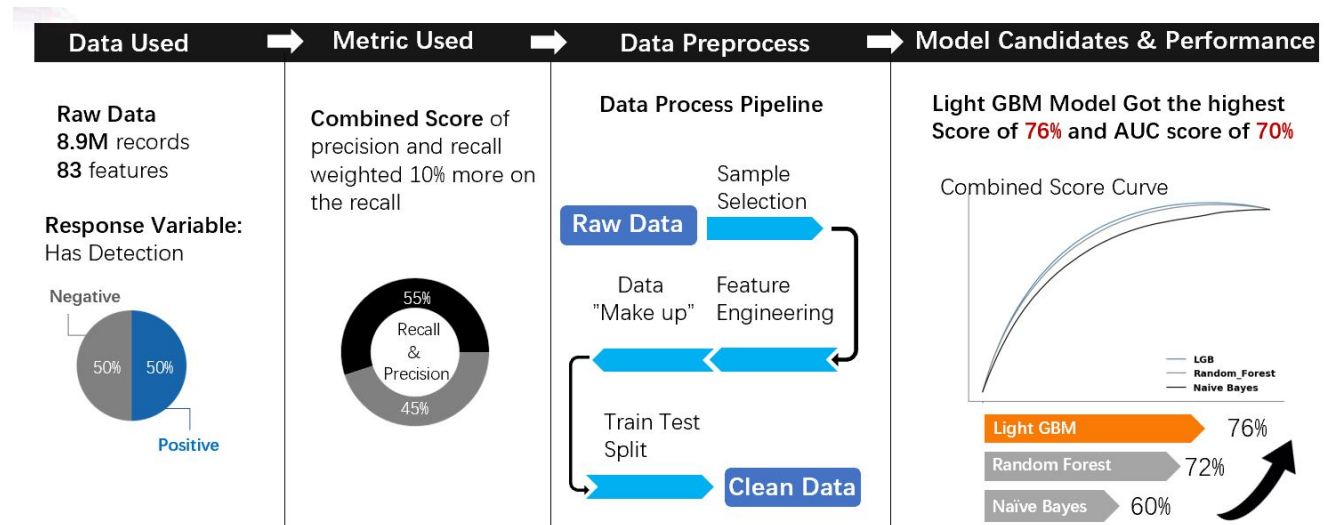 Data Used
Metric Used
Data Preprocess
Model Candidates & Performance
Raw Data
8.9M records
83 features
Response Variable:
Has Detection
Negative
50%
50%
Positive
Combined Score of
precision and recall
weighted 10% more on
the recall
55%
Recall
&
Precision
45%
Data Process Pipeline
Raw Data
Sample
Selection
Data
"Make up"
Feature
Engineering
Train Test
Split
Clean Data
Light GBM Model Got the highest
Score of 76% and AUC score of 70%
Combined Score Curve
LGB
Random_Forest
Naive Bayes
Light GBM
76%
Random Forest
72%
Naïve Bayes
60%